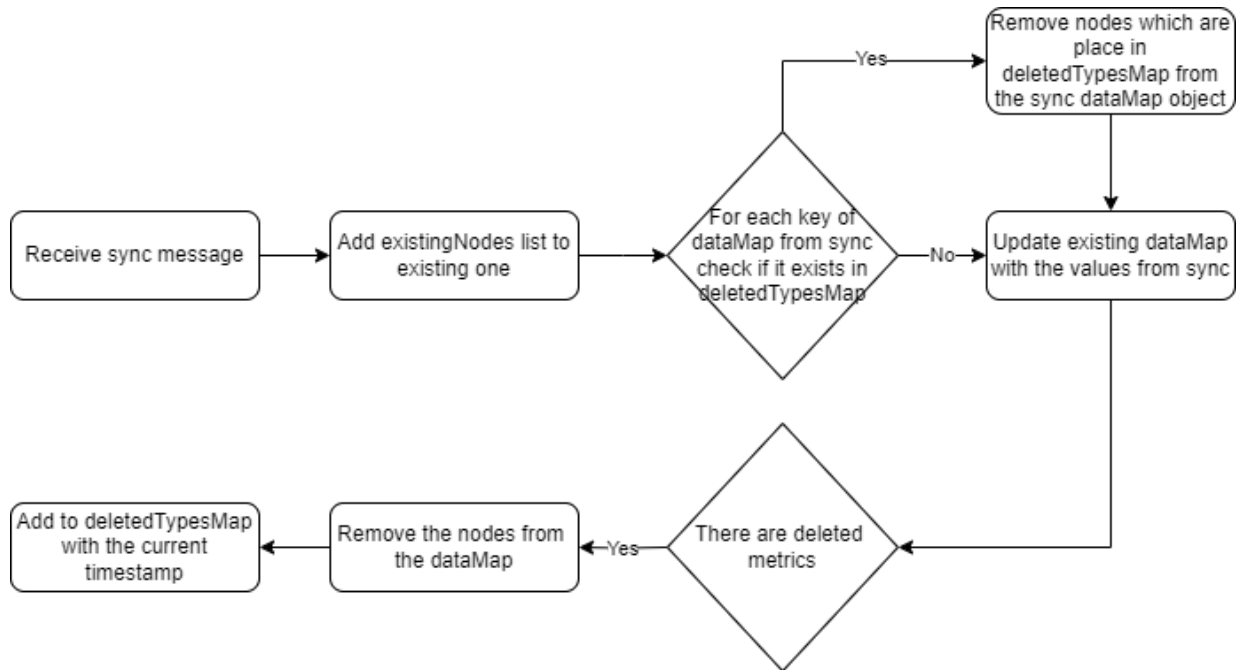 Receive sync message
Add existingNodes list to
existing one
For each key of
dataMap from sync
check if it exists in
deletedTypesMap
Yes
Remove nodes which are
place in
deletedTypesMap from
the sync dataMap object
No
Update existing dataMap
with the values from sync
There are deleted
metrics
Yes
Remove the nodes from
the dataMap
Add to deletedTypesMap
with the current
timestamp